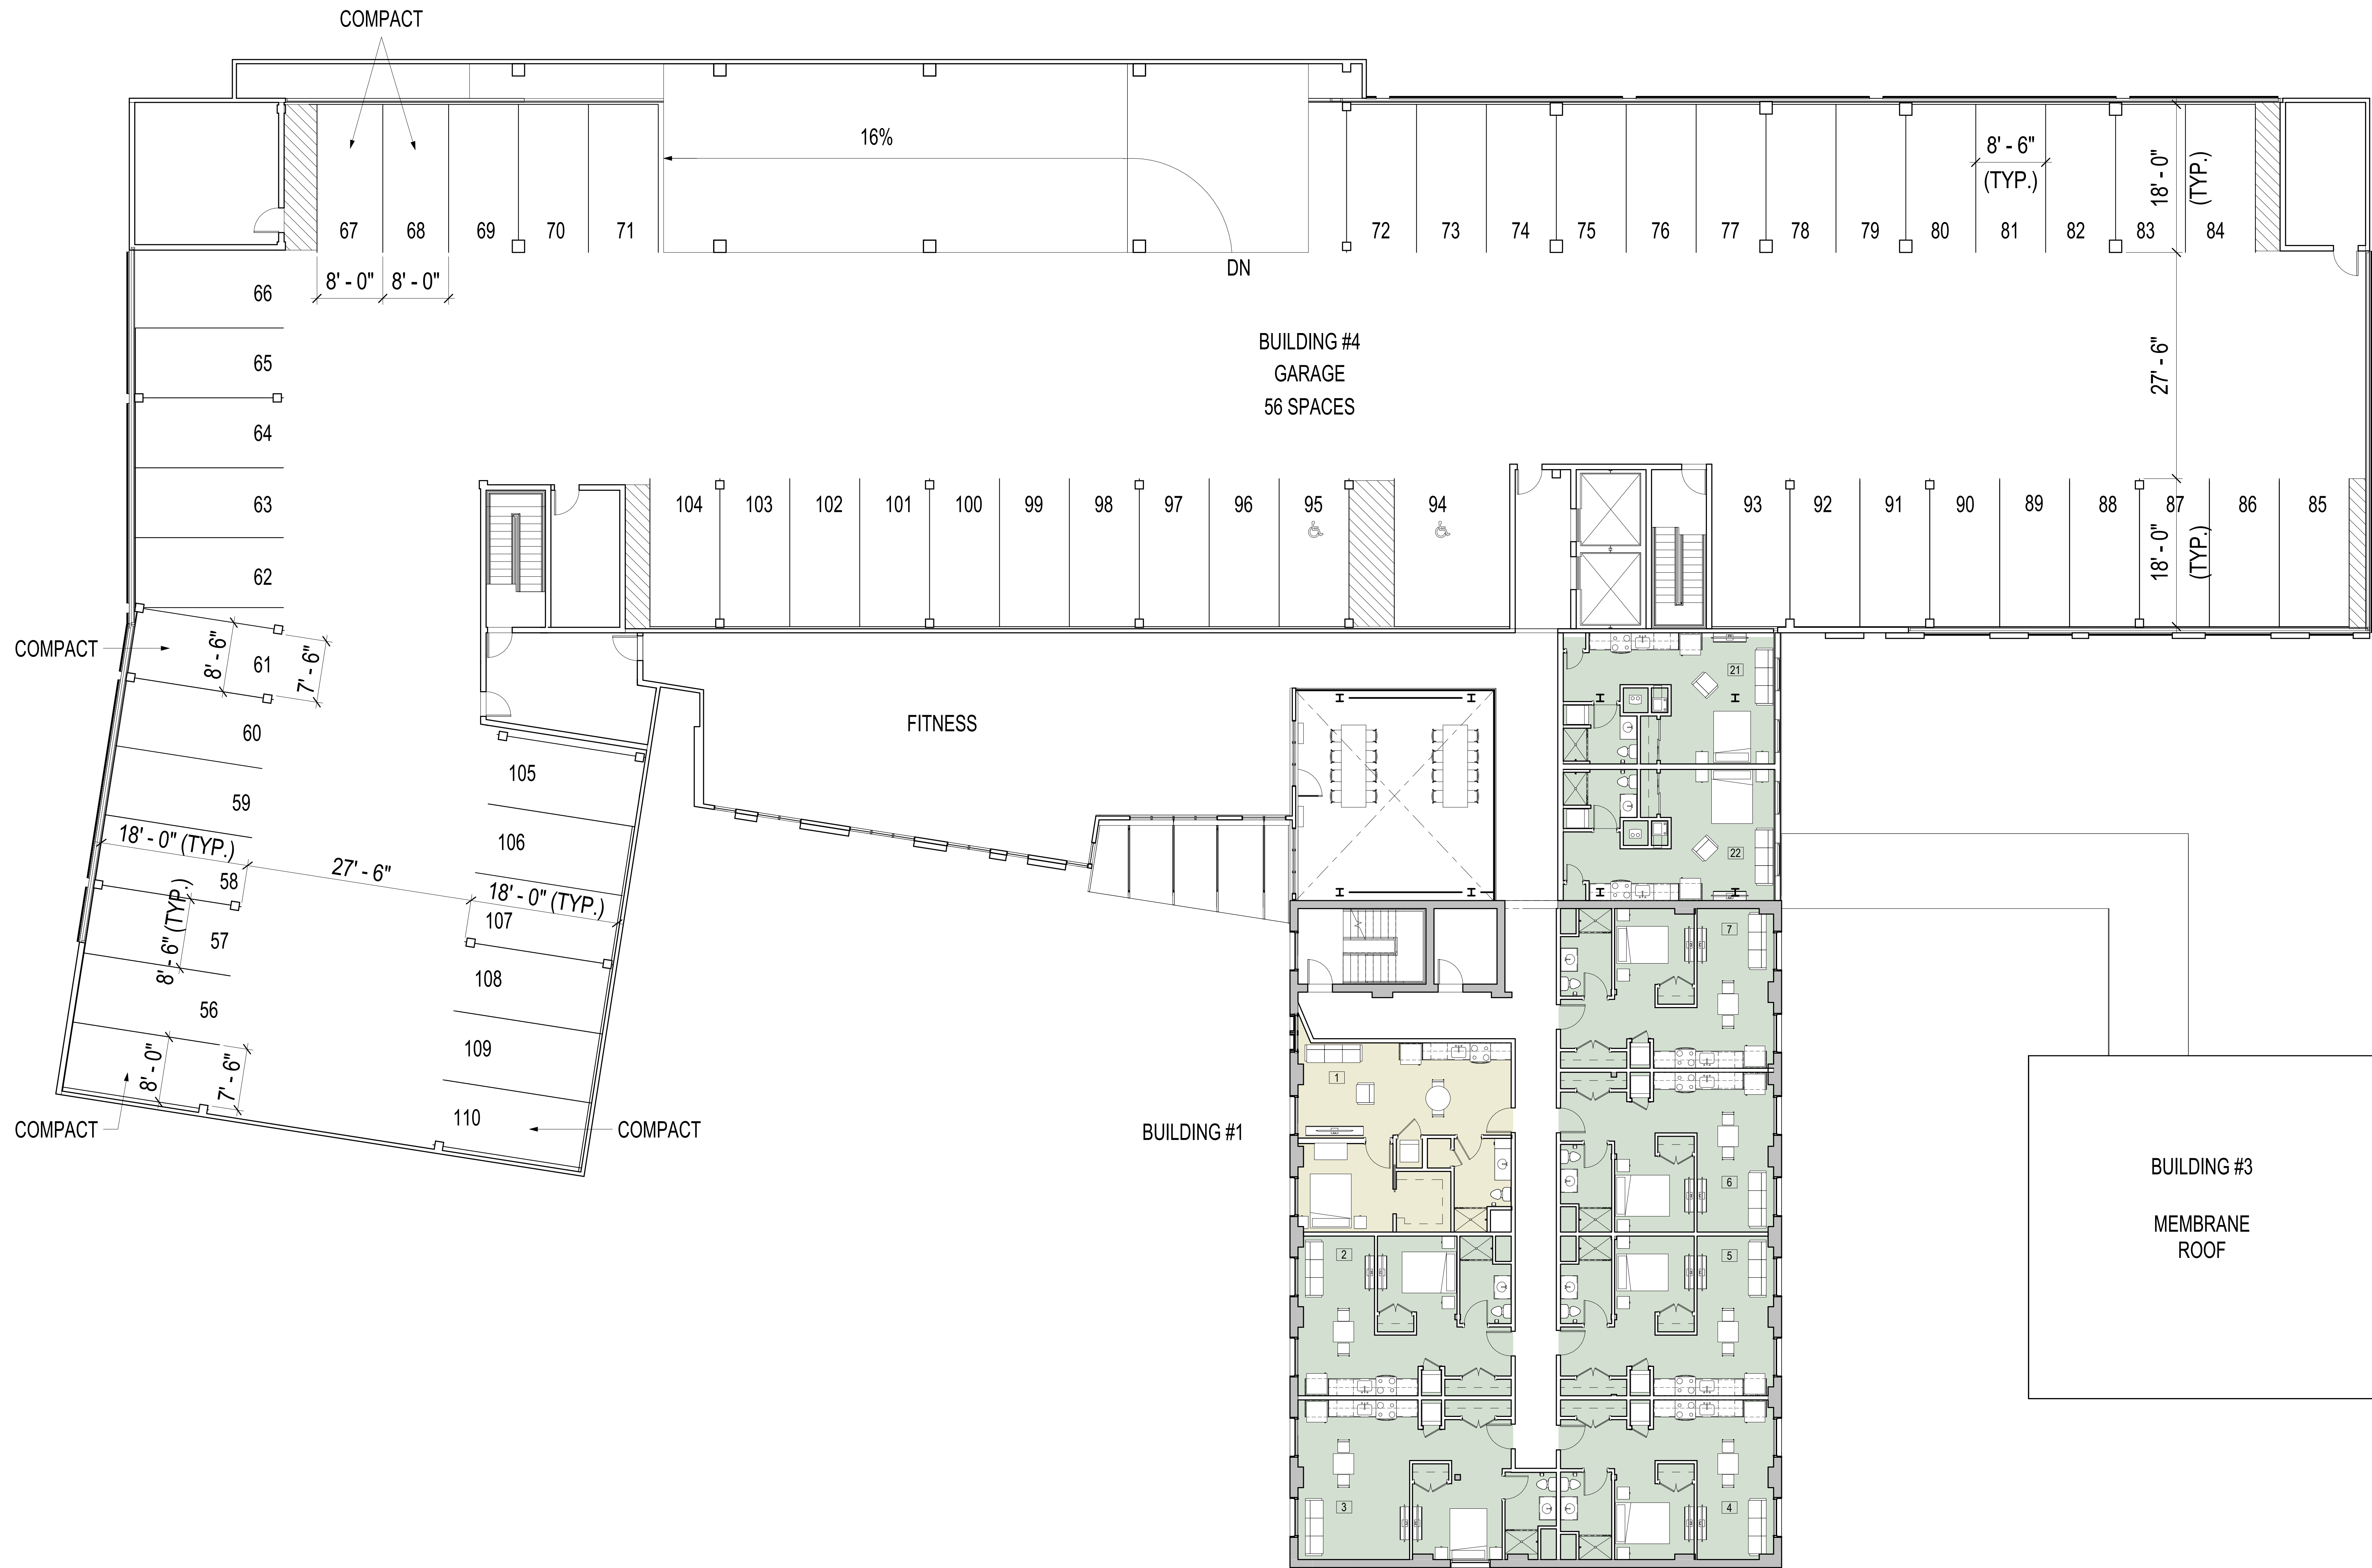 COMPACT
16%
67
68
69
70
71
72
73
74
75
76
77
78
79
80
81
82
83
84
8' - 6"
(TYP.)
18' - 0"
(TYP.)
8' - 0"
8' - 0"
DN
66
65
64
63
62
BUILDING #4
GARAGE
56 SPACES
27' - 6"
104
103
102
101
100
99
98
97
96
95
94
93
92
91
90
89
88
87
86
85
18' - 0"
(TYP.)
COMPACT
61
8' - 6"
7' - 6"
60
59
18' - 0" (TYP.)
27' - 6"
18' - 0" (TYP.)
58
57
8' - 6" (TYP.)
56
8' - 0"
7' - 6"
COMPACT
105
106
107
108
109
110
COMPACT
FITNESS
21
22
7
1
6
2
5
3
4
BUILDING #1
BUILDING #3
MEMBRANE
ROOF